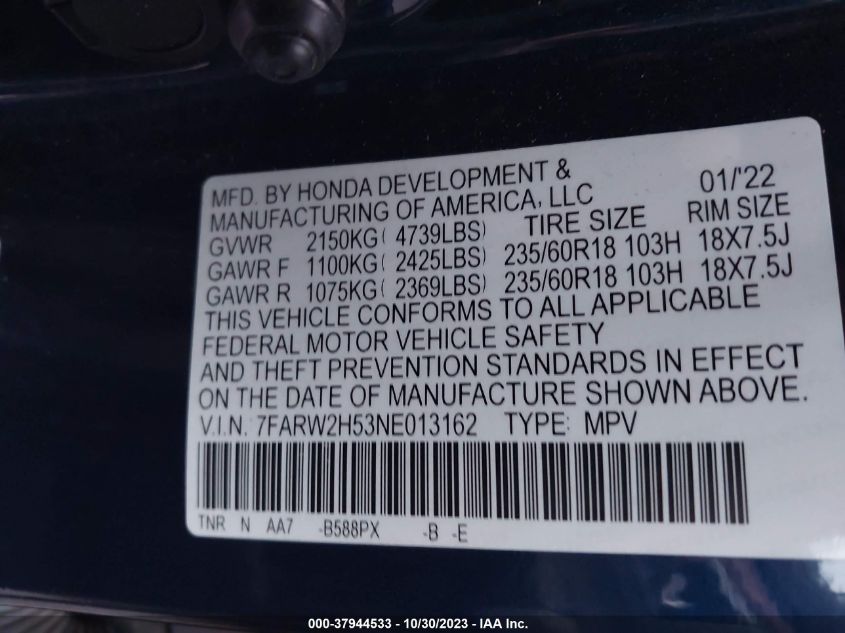 MFD. BY HONDA DEVELOPMENT & 01/'22
MANUFACTURING OF AMERICA, LLC TIRE SIZE RIM SIZE
GVWR 2150KG( 4739LBS)
GAWR F 1100KG( 2425LBS) 235/60R18 103H 18X7.5J
GAWR R 1075KG( 2369LBS) 235/60R18 103H 18X7.5J
THIS VEHICLE CONFORMS TO ALL APPLICABLE
FEDERAL MOTOR VEHICLE SAFETY
AND THEFT PREVENTION STANDARDS IN EFFECT
ON THE DATE OF MANUFACTURE SHOWN ABOVE.
V.I.N. 7FARW2H53NE013162 TYPE: MPV
TNR N AA7 -B588PX -B -E
000-37944533 - 10/30/2023 - IAA Inc.